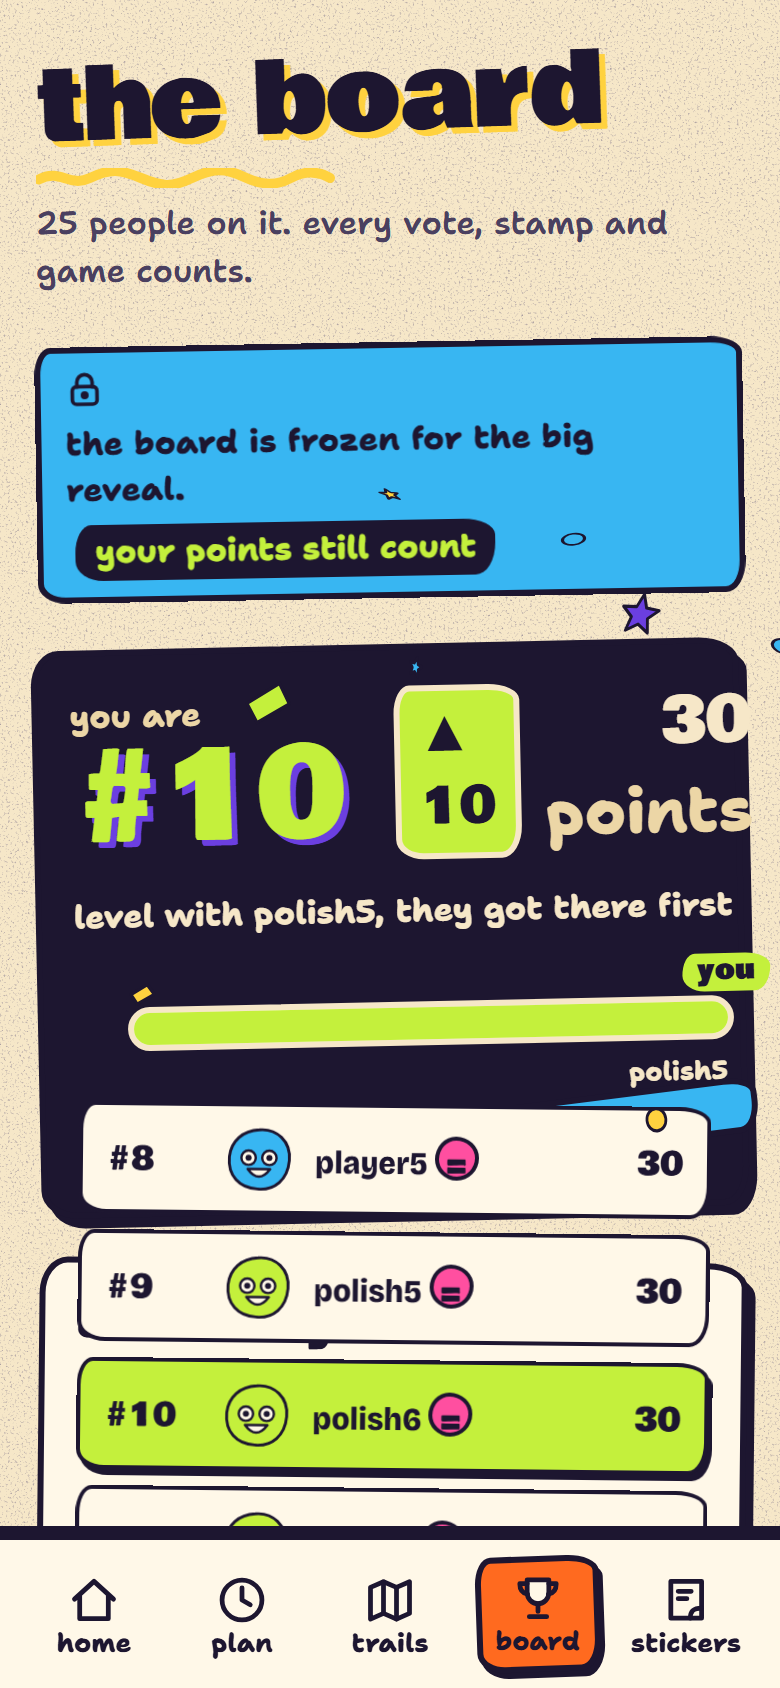 the board
25 people on it. every vote, stamp and
game counts.
the board is frozen for the big
reveal.
your points still count
you are
#10
▲
10
30
points
level with polish5, they got there first
you
polish5
#8 player5 30
#9 polish5 30
#10 polish6 30
home plan trails board stickers